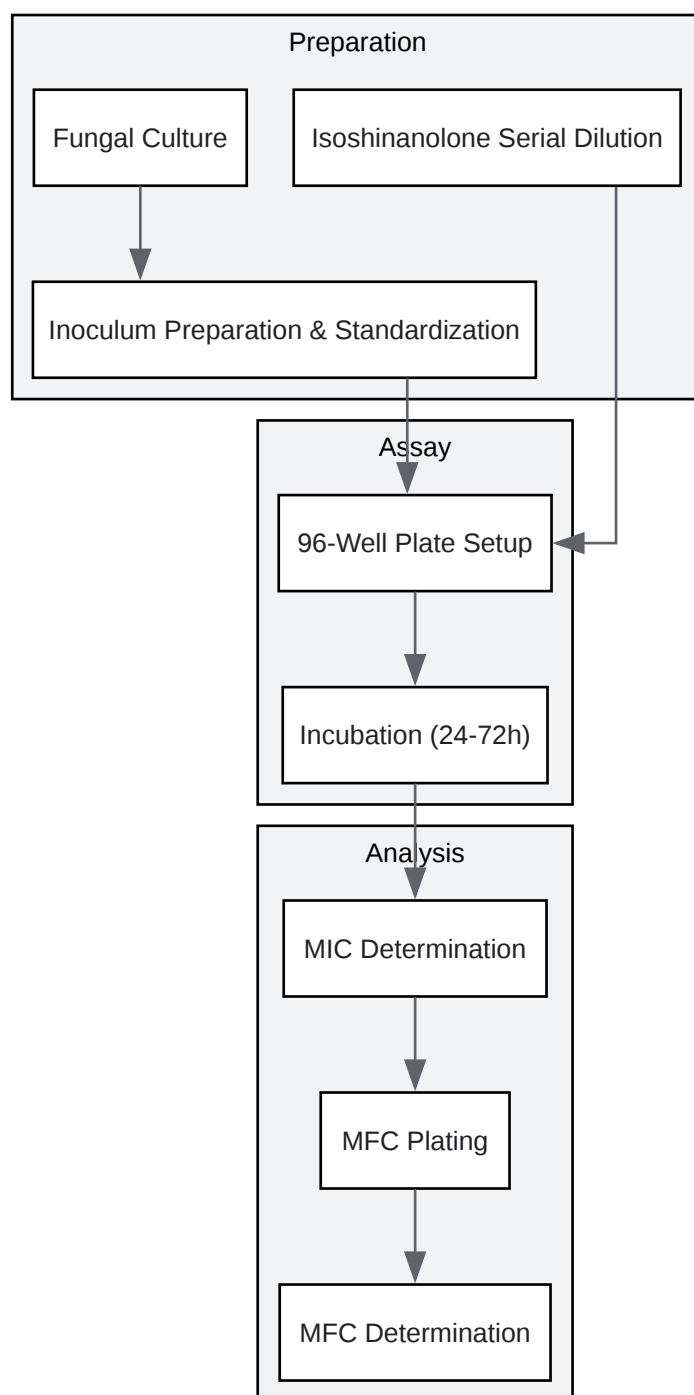 Preparation
Fungal Culture
Isoshinanolone Serial Dilution
Inoculum Preparation & Standardization
Assay
96-Well Plate Setup
Incubation (24-72h)
Analysis
MIC Determination
MFC Plating
MFC Determination